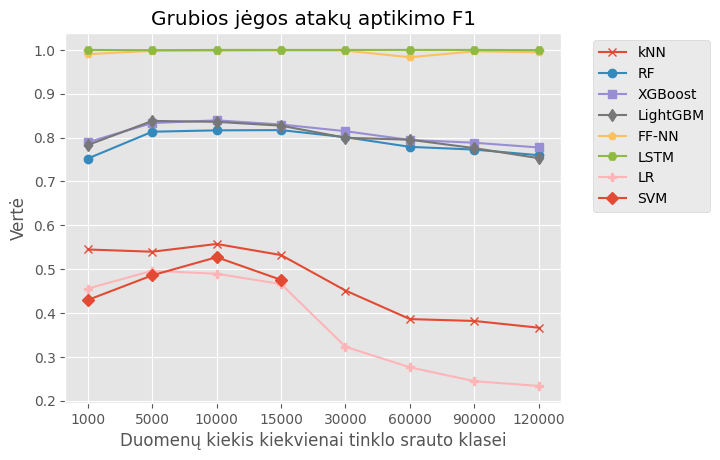 Grubios jėgos atakų aptikimo F1
Vertė
1.0
0.9
0.8
0.7
0.6
0.5
0.4
0.3
0.2
1000 5000 10000 15000 30000 60000 90000 120000
Duomenų kiekis kiekvienai tinklo srauto klasei
kNN
RF
XGBoost
LightGBM
FF-NN
LSTM
LR
SVM